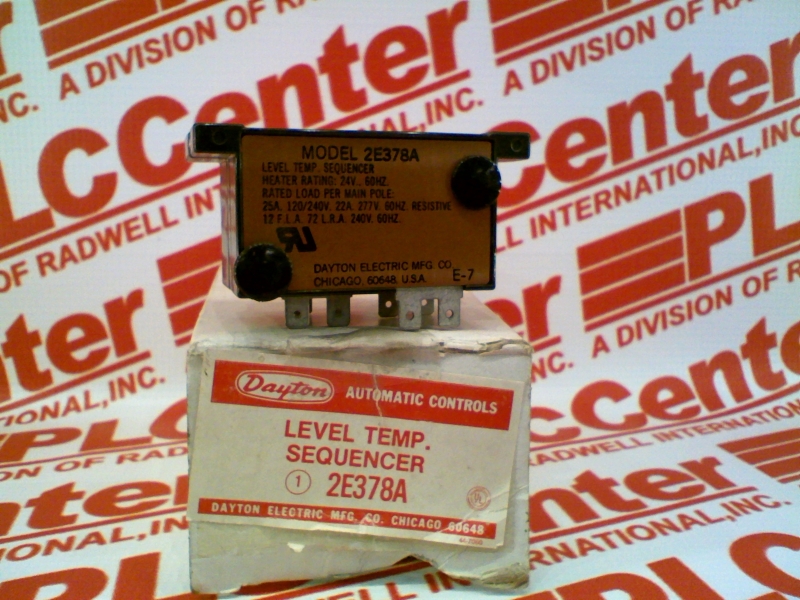 MODEL 2E378A
LEVEL TEMP. SEQUENCER
HEATER RATING: 24V., 60HZ.
RATED LOAD PER MAIN POLE:
25A. 120/240V. 22A. 277V. 60HZ. RESISTIVE
12 F.L.A. 72 L.R.A. 240V. 60HZ.
DAYTON ELECTRIC MFG. CO.
CHICAGO, 60648, U.S.A. E-7
Dayton AUTOMATIC CONTROLS
LEVEL TEMP.
SEQUENCER
1 2E378A
DAYTON ELECTRIC MFG. CO. CHICAGO 60648
A DIVISION OF RADWELL INTERNATIONAL, INC.
PLCCenter